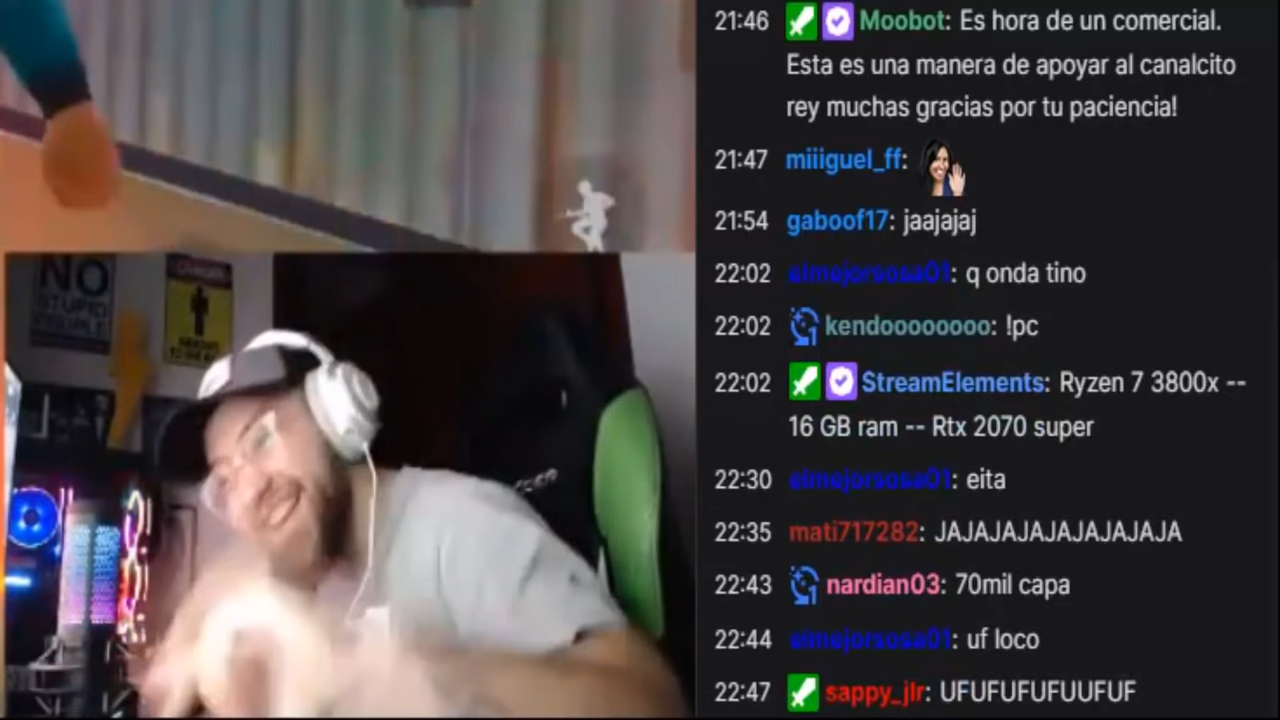 21:46 Moobot: Es hora de un comercial.
Esta es una manera de apoyar al canalcito
rey muchas gracias por tu paciencia!
21:47 miiiguel_ff:
21:54 gaboof17: jaajajaj
22:02 elmejorsosa01: q onda tino
22:02 kendoooooooo: !pc
22:02 StreamElements: Ryzen 7 3800x --
16 GB ram -- Rtx 2070 super
22:30 elmejorsosa01: eita
22:35 mati717282: JAJAJAJAJAJAJAJAJA
22:43 nardian03: 70mil capa
22:44 elmejorsosa01: uf loco
22:47 sappy_jlr: UFUFUFUFUUFUF
NO
STUPID
PEOPLE